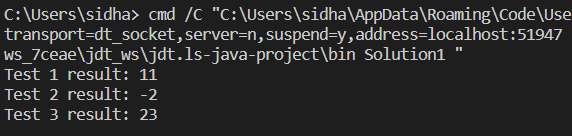 C:\Users\sidha> cmd /C "C:\Users\sidha\AppData\Roaming\Code\Use
transport=dt_socket,server=n,suspend=y,address=localhost:51947
ws_7ceae\jdt_ws\jdt.ls-java-project\bin Solution1 "
Test 1 result: 11
Test 2 result: -2
Test 3 result: 23